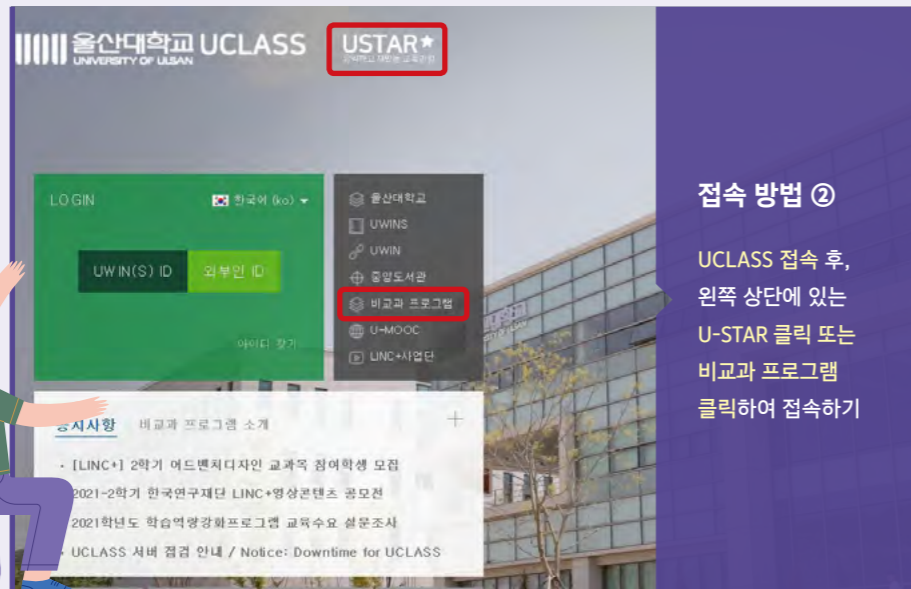 울산대학교 UCLASS
UNIVERSITY OF ULSAN
USTAR★
LOGIN
한국어 (ko)
UWIN(S) ID
외부인 ID
아이디 찾기
울산대학교
UWINS
UWIN
중앙도서관
비교과 프로그램
U-MOOC
LINC+사업단
공지사항 비교과 프로그램 소개
· [LINC+] 2학기 어드벤처디자인 교과목 참여학생 모집
2021-2학기 한국연구재단 LINC+영상콘텐츠 공모전
2021학년도 학습역량강화프로그램 교육수요 설문조사
UCLASS 서버 점검 안내 / Notice: Downtime for UCLASS
접속 방법 ②
UCLASS 접속 후,
왼쪽 상단에 있는
U-STAR 클릭 또는
비교과 프로그램
클릭하여 접속하기